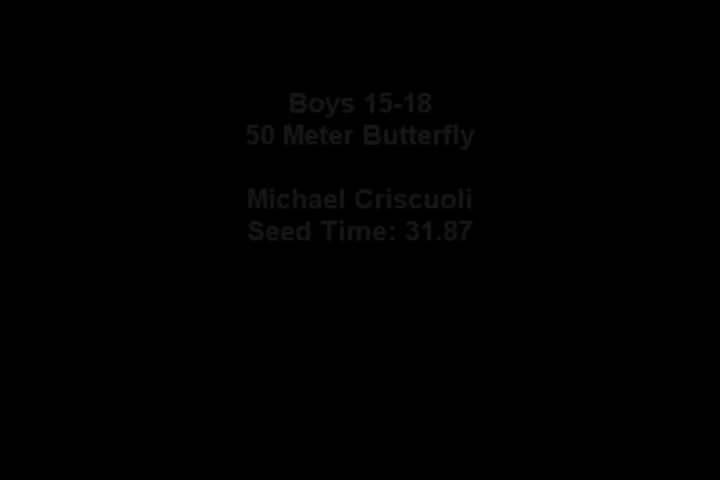 Boys 15-18
50 Meter Butterfly
Michael Criscuoli
Seed Time: 31.87